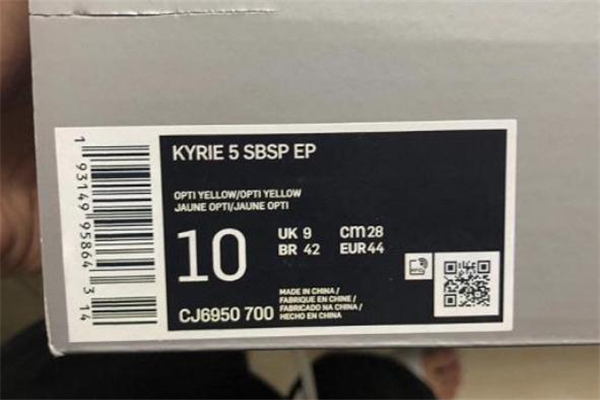 KYRIE 5 SBSP EP
OPTI YELLOW/OPTI YELLOW
JAUNE OPTI/JAUNE OPTI
10
UK 9 cm 28
BR 42 EUR 44
CJ6950 700
MADE IN CHINA /
FABRIQUE EN CHINE /
FABRICADO NA CHINA /
HECHO EN CHINA
1 93149 95864 3 14